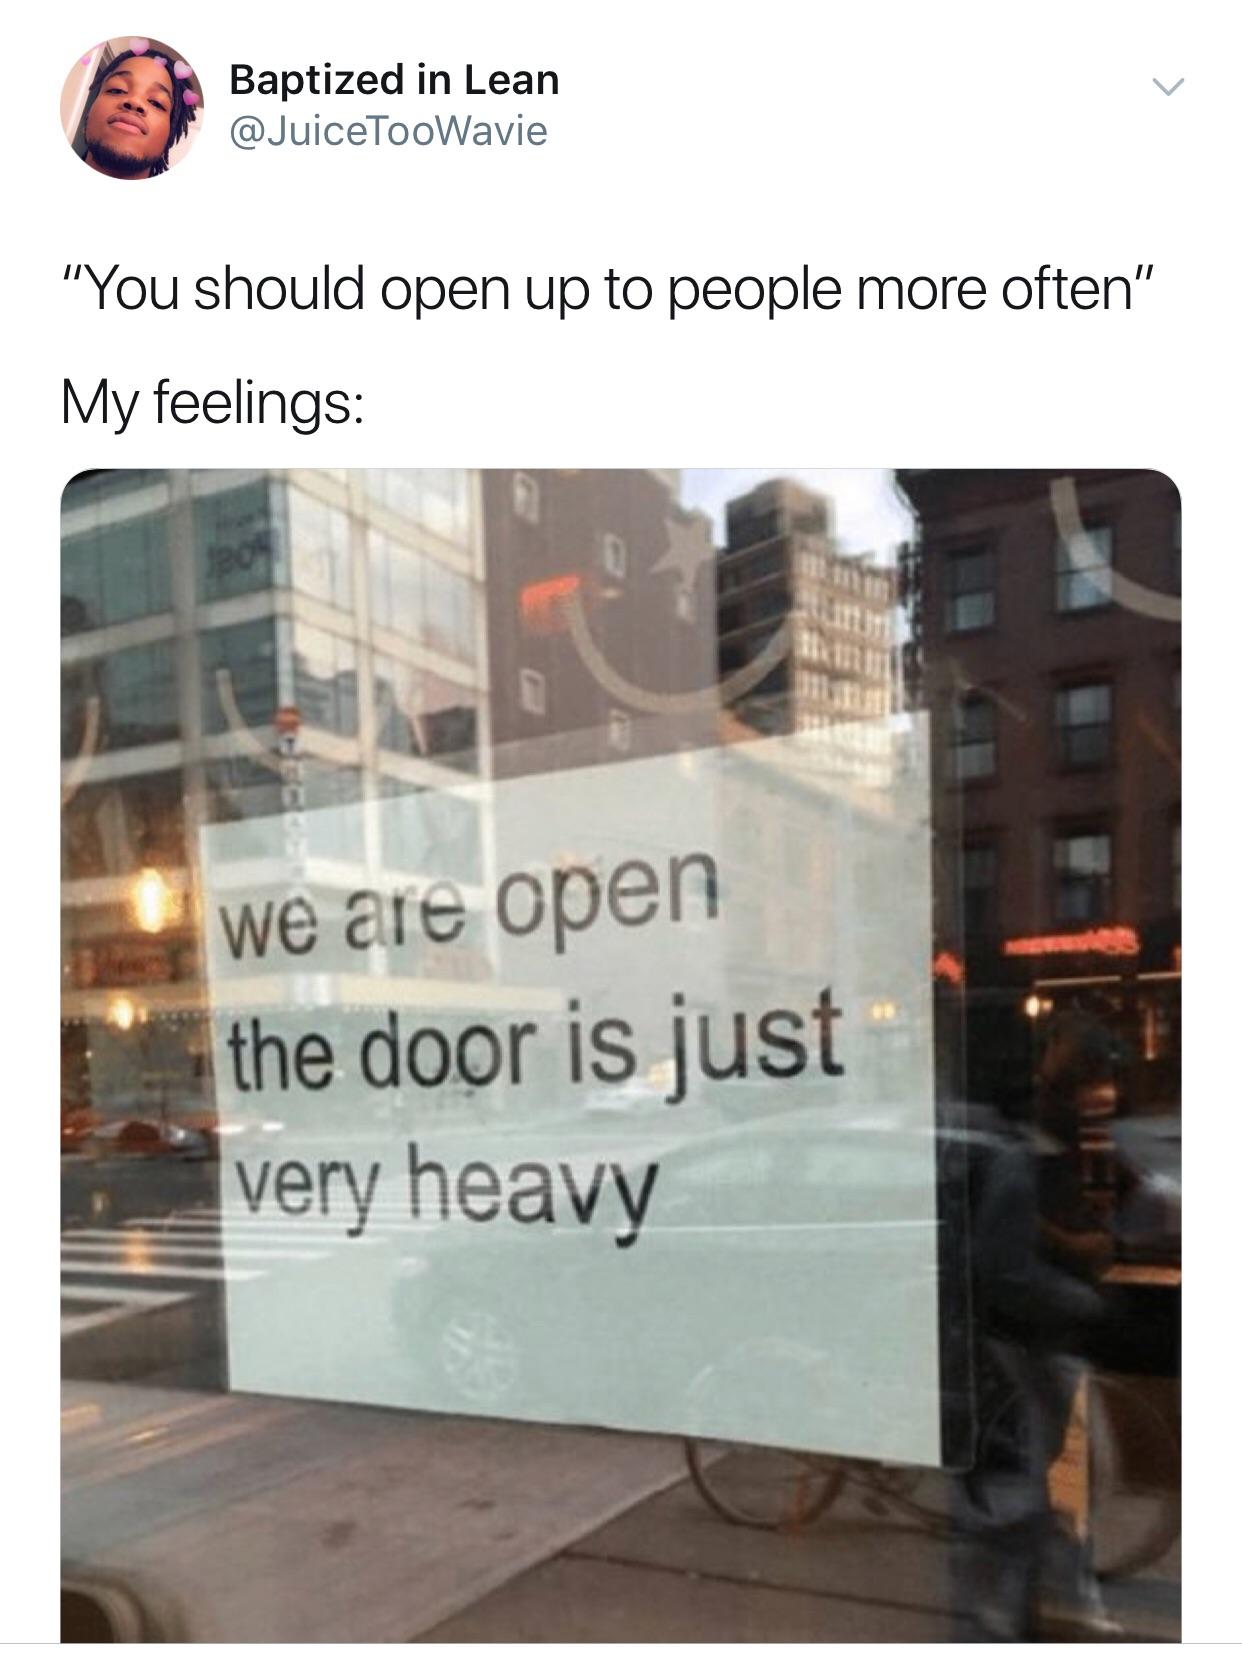 Baptized in Lean
@JuiceTooWavie
"You should open up to people more often"
My feelings:
we are open
the door is just
very heavy